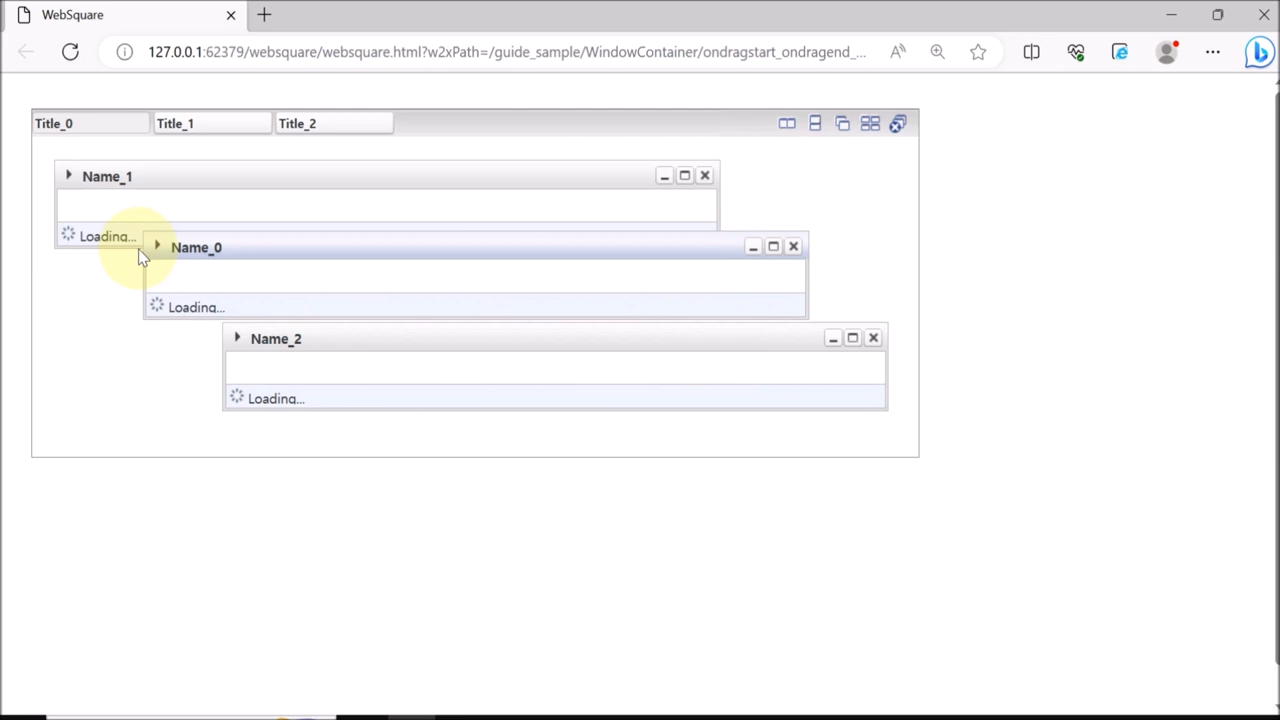 WebSquare
127.0.0.1:62379/websquare/websquare.html?w2xPath=/guide_sample/WindowContainer/ondragstart_ondragend_...
Title_0 Title_1 Title_2
Name_1
Loading...
Name_0
Loading...
Name_2
Loading...